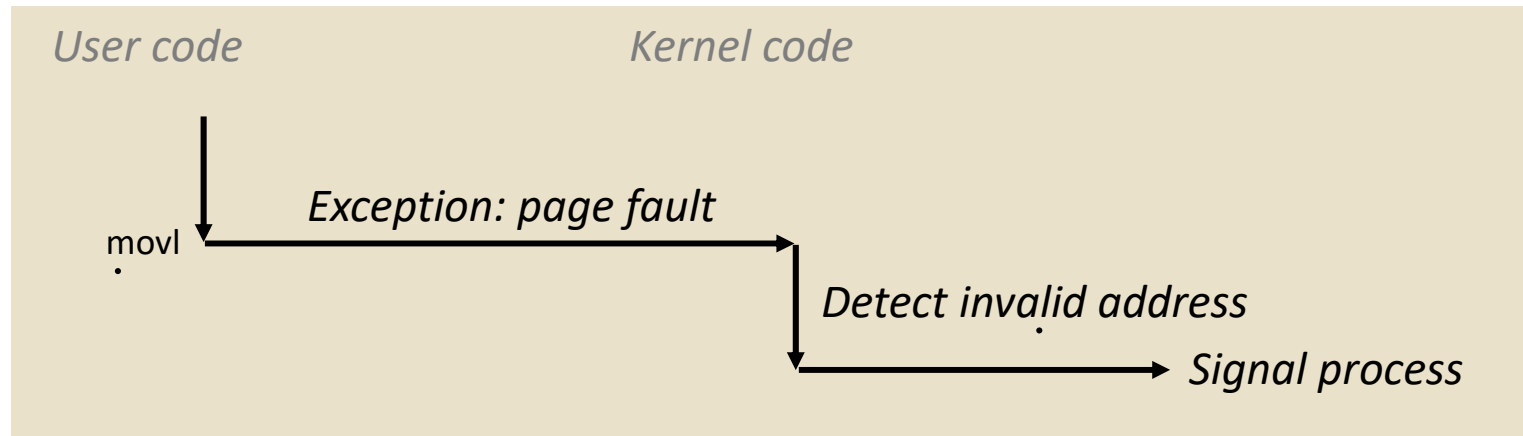 User code
Kernel code
Exception: page fault
movl
Detect invalid address
Signal process